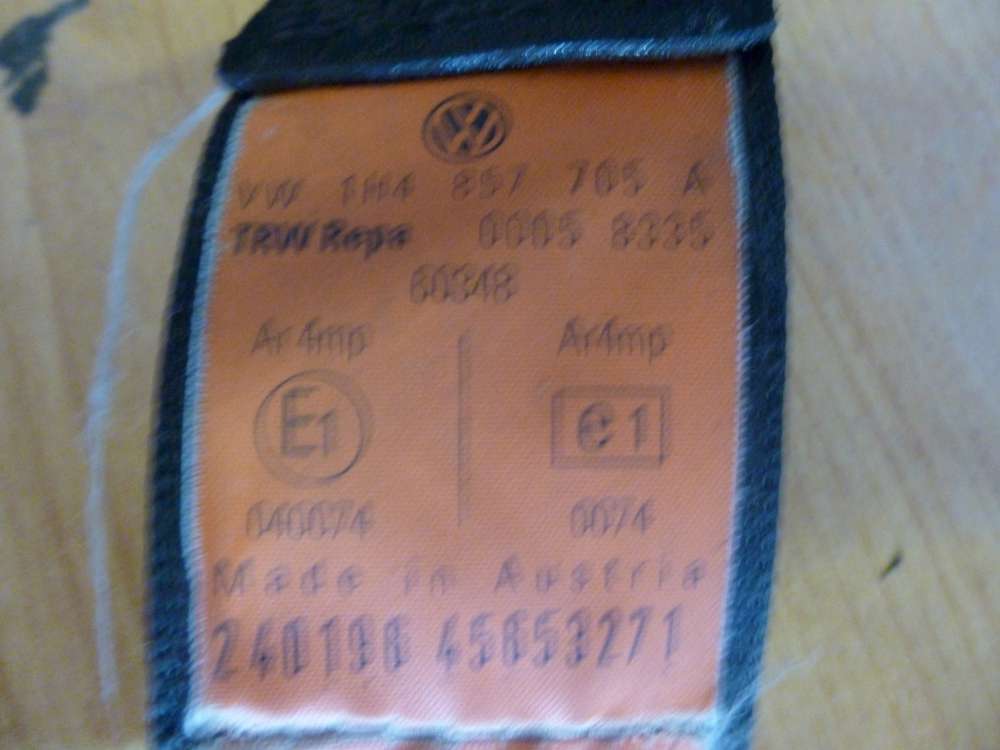 VW 1H4 857 705 A
TRW Repa 0005 8335
60348
Ar4mp Ar4mp
E1 e1
040074 0074
Made in Austria
240198 45653271